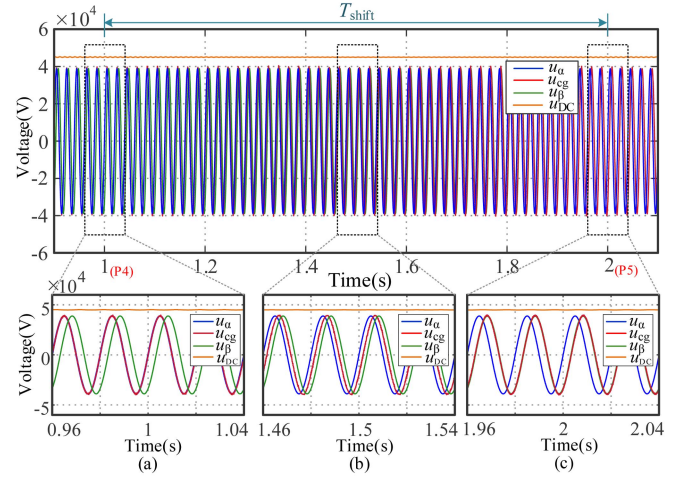 T_shift
×10^4
6
4
2
0
-2
-4
-6
Voltage(V)
u_α
u_cg
u_β
u_DC
1 (P4) 1.2 1.4 1.6 1.8 2 (P5)
Time(s)
×10^4
5
0
-5
Voltage(V)
u_α
u_cg
u_β
u_DC
0.96 1 1.04
Time(s)
(a)
u_α
u_cg
u_β
u_DC
1.46 1.5 1.54
Time(s)
(b)
u_α
u_cg
u_β
u_DC
1.96 2 2.04
Time(s)
(c)